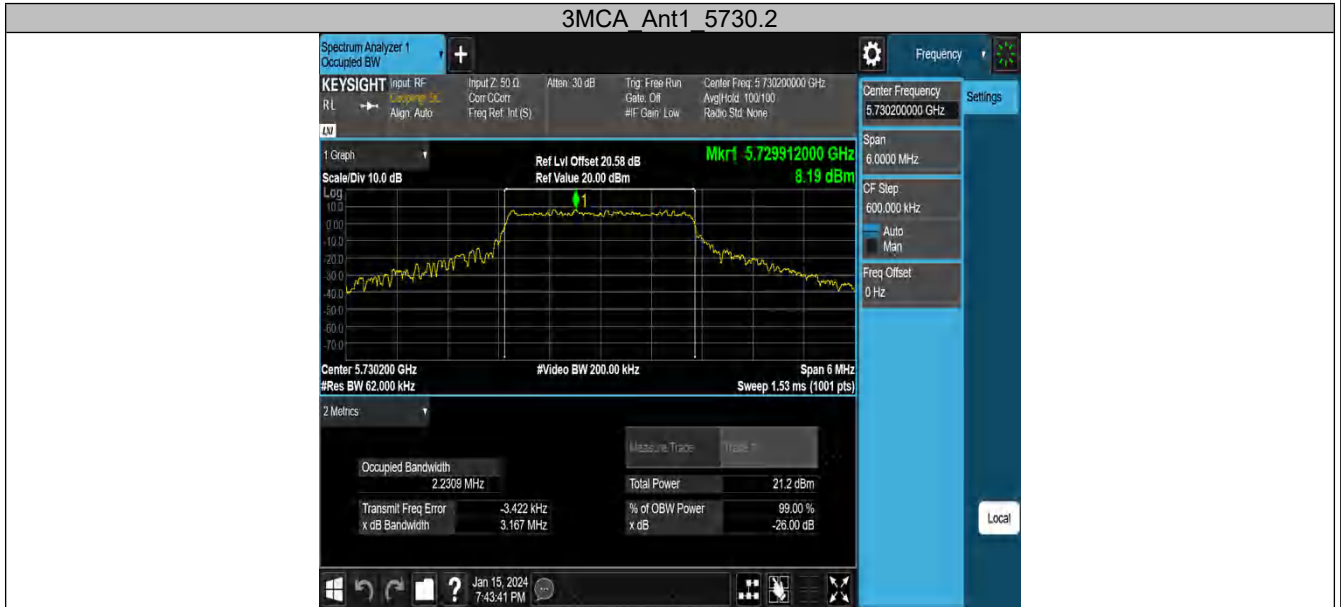 3MCA_Ant1_5730.2
Spectrum Analyzer 1
Occupied BW
+
Frequency
KEYSIGHT Input: RF Input Z: 50 Ω Atten: 30 dB Trig: Free Run Center Freq: 5.730200000 GHz
RL Coupling: DC Corr CCorr Gate: Off Avg|Hold: 100/100
Align: Auto Freq Ref: Int (S) #IF Gain: Low Radio Std: None
LXI
Center Frequency
5.730200000 GHz
Settings
Span
6.0000 MHz
CF Step
600.000 kHz
Auto
Man
Freq Offset
0 Hz
1 Graph
Ref Lvl Offset 20.58 dB
Mkr1 5.729912000 GHz
Scale/Div 10.0 dB
Ref Value 20.00 dBm
8.19 dBm
Log
1
10.0
0.00
-10.0
-20.0
-30.0
-40.0
-50.0
-60.0
-70.0
Center 5.730200 GHz #Video BW 200.00 kHz Span 6 MHz
#Res BW 62.000 kHz Sweep 1.53 ms (1001 pts)
2 Metrics
Measure Trace Trace 1
Occupied Bandwidth
2.2309 MHz
Total Power 21.2 dBm
Transmit Freq Error -3.422 kHz % of OBW Power 99.00 %
x dB Bandwidth 3.167 MHz x dB -26.00 dB
Local
? Jan 15, 2024
7:43:41 PM